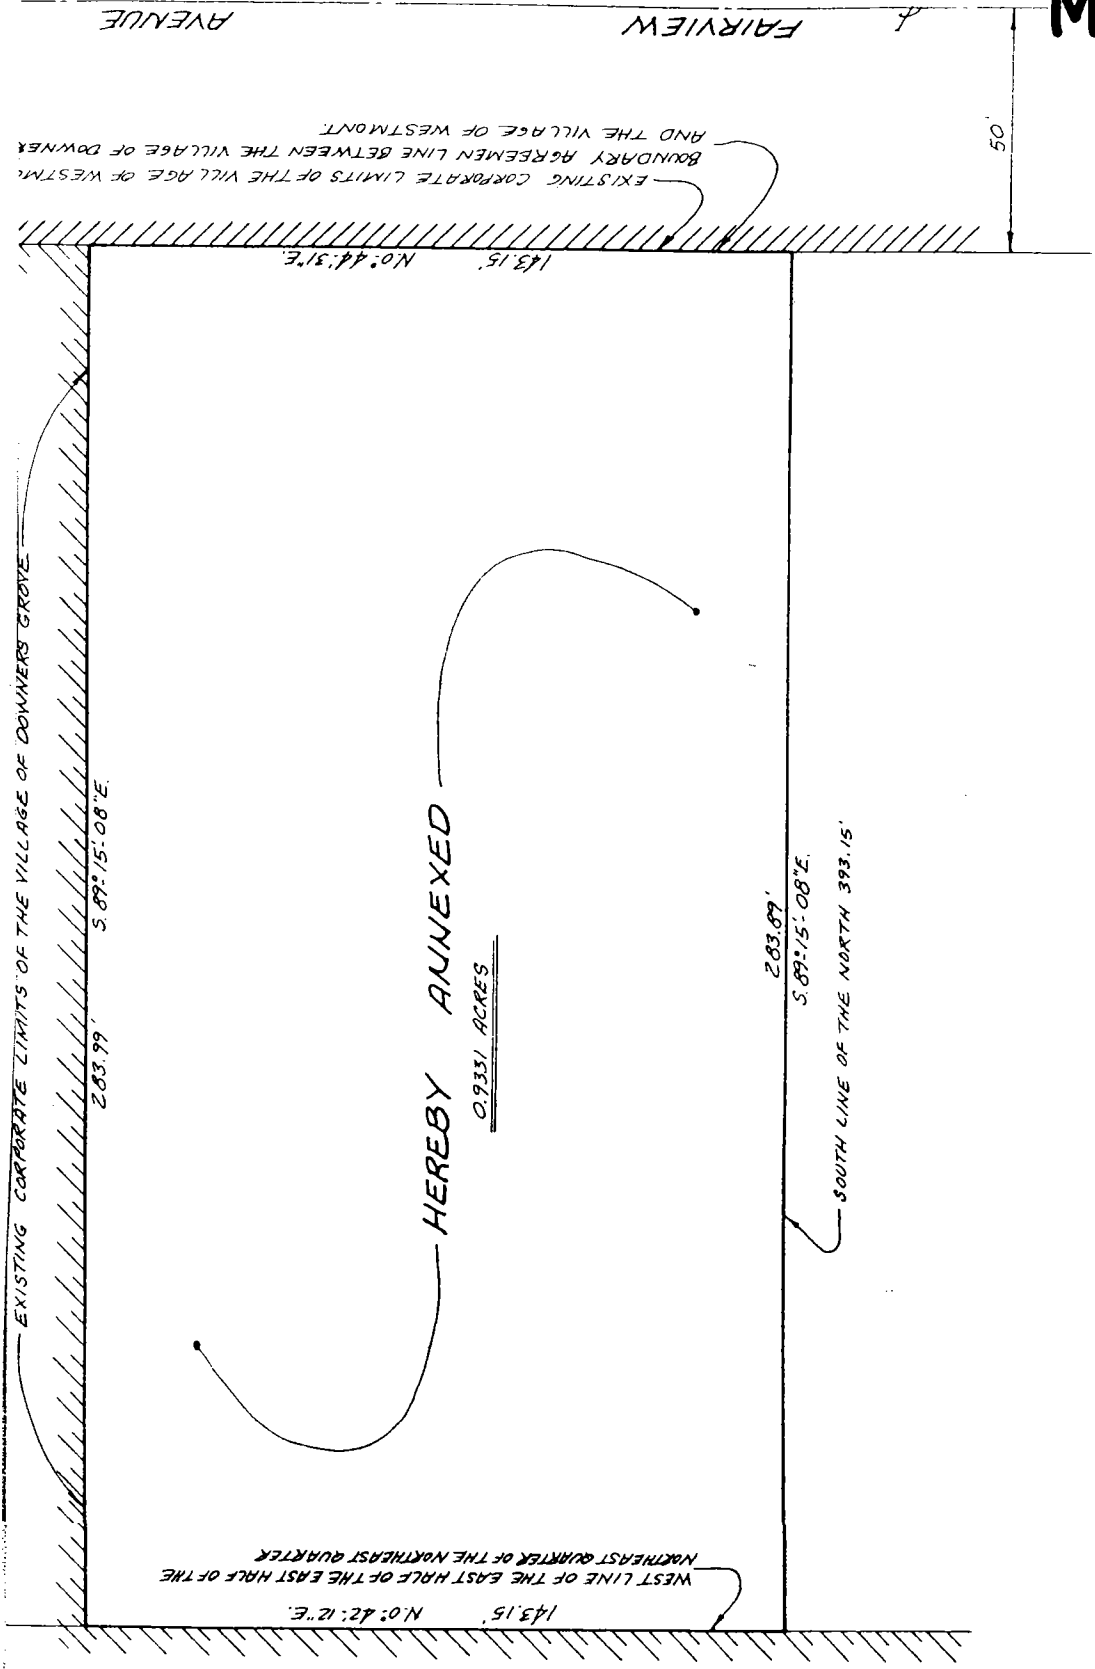 AVENUE
FAIRVIEW
50'
EXISTING CORPORATE LIMITS OF THE VILLAGE OF
BOUNDARY AGREEMEN LINE BETWEEN THE VILLAGE OF
AND THE VILLAGE OF WESTMONT.
143.15' N.0°-44'-31"E.
EXISTING CORPORATE LIMITS OF THE VILLAGE OF DOWNERS GROVE
283.99' S.89°-15'-08"E.
HEREBY ANNEXED
0.9331 ACRES
283.89'
S.89°-15'-08"E.
SOUTH LINE OF THE NORTH 393.15'
WEST LINE OF THE EAST HALF OF THE EAST HALF OF THE
NORTHEAST QUARTER OF THE NORTHEAST QUARTER
143.15' N.0°-42'-12"E.